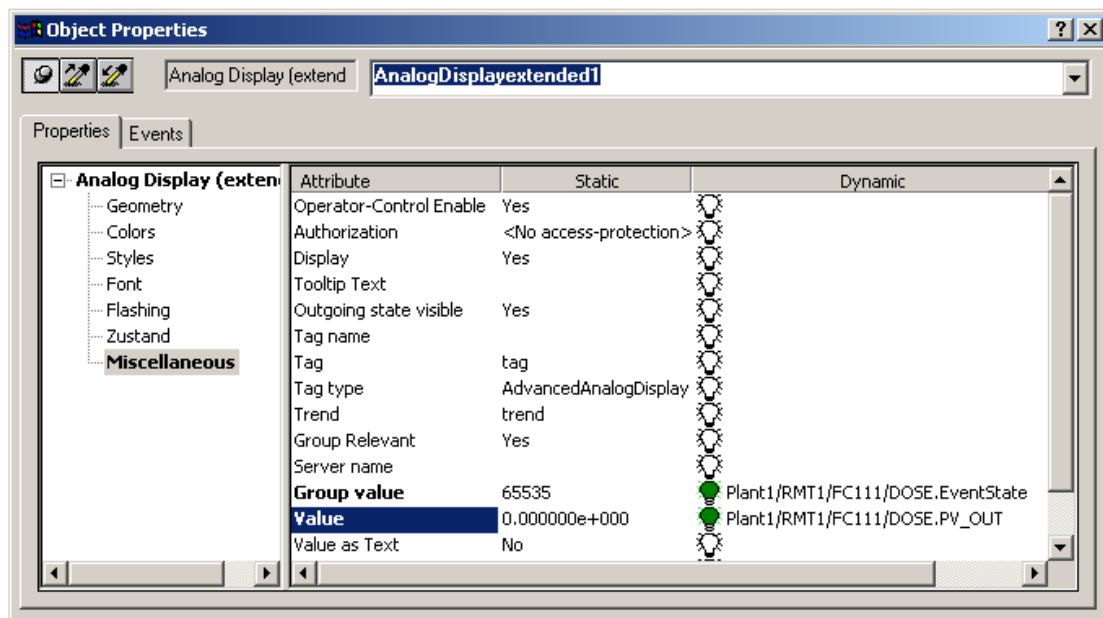 Object Properties
Analog Display (extend AnalogDisplayextended1
Properties Events
Analog Display (exten
Geometry
Colors
Styles
Font
Flashing
Zustand
Miscellaneous
Attribute Static Dynamic
Operator-Control Enable Yes
Authorization <No access-protection>
Display Yes
Tooltip Text
Outgoing state visible Yes
Tag name
Tag tag
Tag type AdvancedAnalogDisplay
Trend trend
Group Relevant Yes
Server name
Group value 65535 Plant1/RMT1/FC111/DOSE.EventState
Value 0.000000e+000 Plant1/RMT1/FC111/DOSE.PV_OUT
Value as Text No